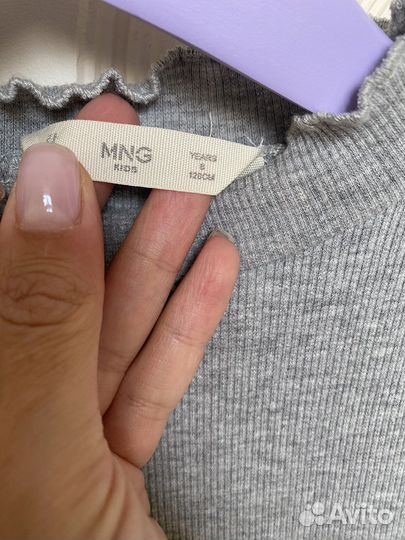 MNG
KIDS
YEARS
8
128CM
Avito